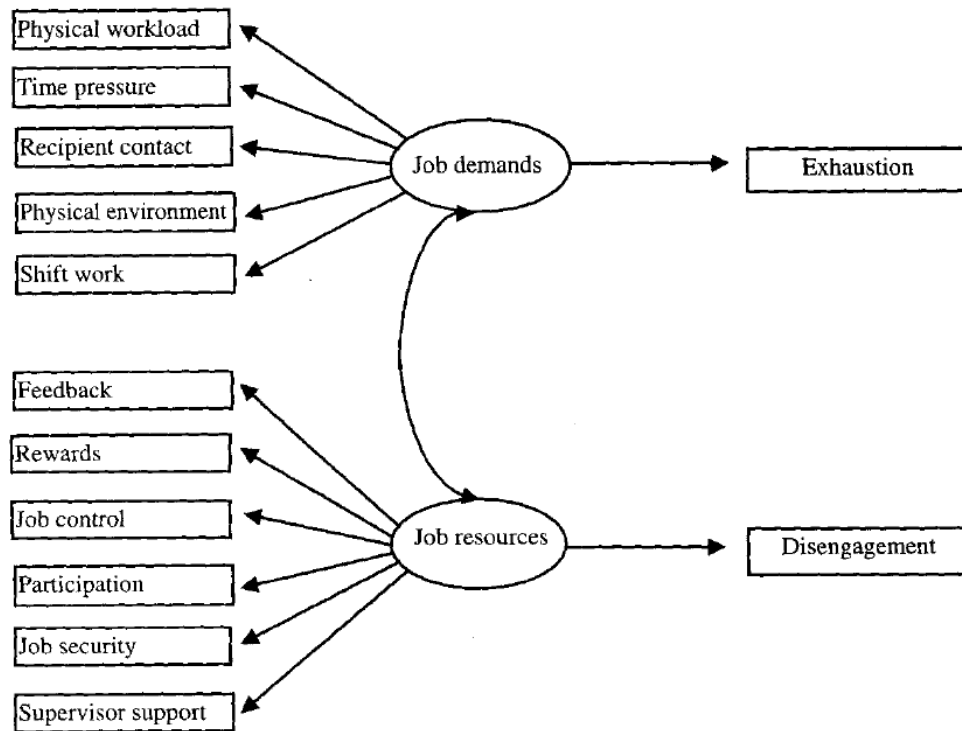 Physical workload
Time pressure
Recipient contact
Physical environment
Shift work
Job demands
Exhaustion
Feedback
Rewards
Job control
Participation
Job security
Supervisor support
Job resources
Disengagement